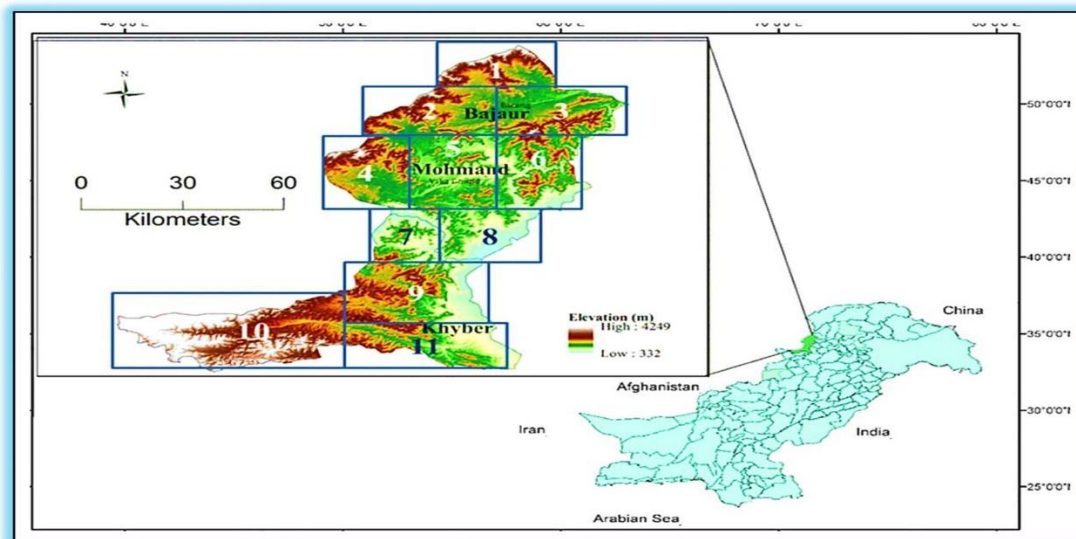 N
0 30 60
Kilometers
1
2
Bajaur
3
4
5
Mohmand
6
7
8
9
10
Khyber
11
Elevation (m)
High : 4249
Low : 332
China
Afghanistan
Iran
India
Arabian Sea
50°0'0"
45°0'0"
40°0'0"
35°0'0"
30°0'0"
25°0'0"